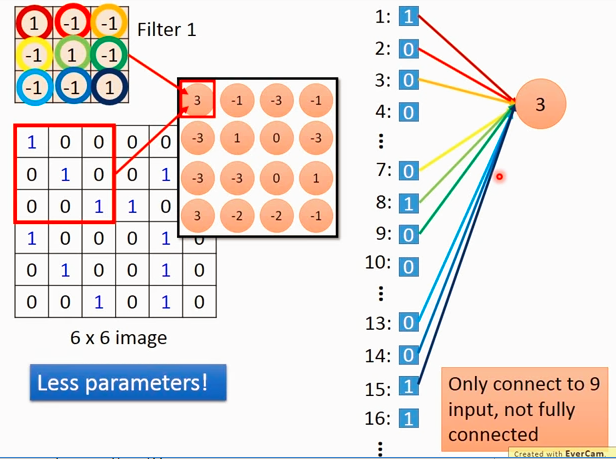 1 -1 -1
-1 1 -1
-1 -1 1
Filter 1
3 -1 -3 -1
-3 1 0 -3
-3 -3 0 1
3 -2 -2 -1
1 0 0 0 0
0 1 0 0 1
0 0 1 1 0
1 0 0 0 1 0
0 1 0 0 1 0
0 0 1 0 1 0
6 x 6 image
Less parameters!
1: 1
2: 0
3: 0
4: 0
⋮
7: 0
8: 1
9: 0
10: 0
⋮
13: 0
14: 0
15: 1
16: 1
⋮
3
Only connect to 9
input, not fully
connected
Created with EverCam.